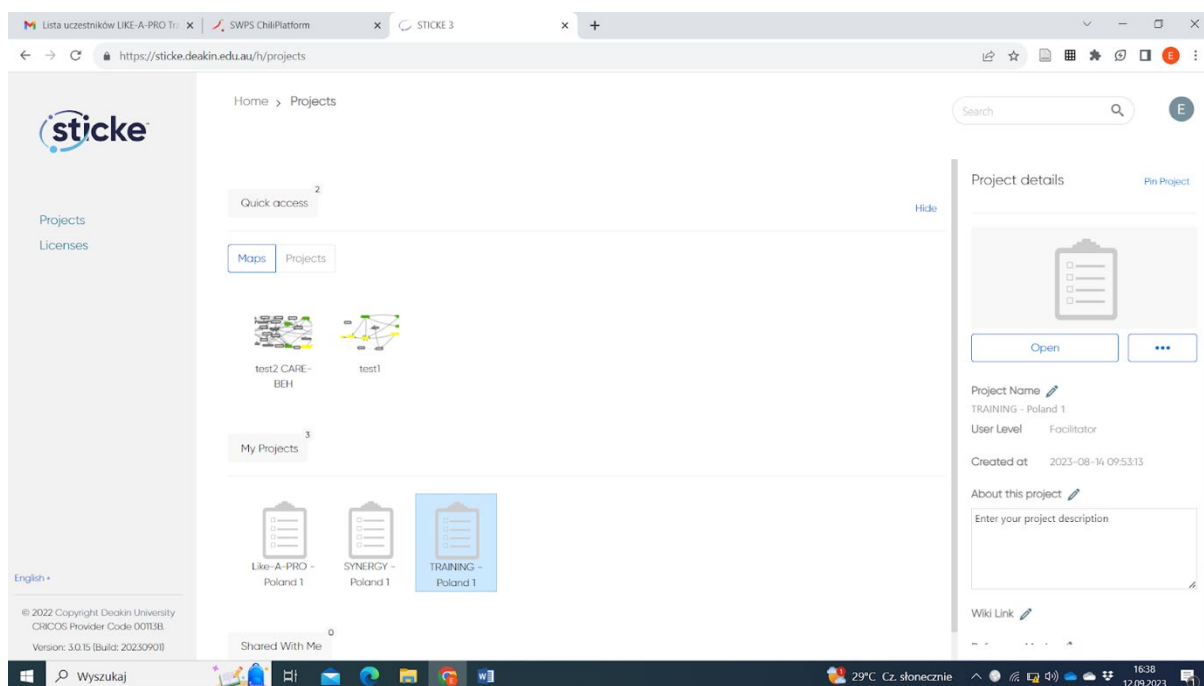 Lista uczestników LIKE-A-PRO Tr
SWPS ChiliPlatform
STICKE 3
https://sticke.deakin.edu.au/h/projects
E
sticke
Home > Projects
Search
E
Projects
Licenses
Quick access
2
Hide
Maps
Projects
test2 CARE-
BEH
test1
My Projects
3
Like-A-PRO -
Poland 1
SYNERGY -
Poland 1
TRAINING -
Poland 1
Shared With Me
0
English
© 2022 Copyright Deakin University
CRICOS Provider Code 00113B.
Version: 3.0.15 (Build: 20230901)
Project details
Pin Project
Open
•••
Project Name
TRAINING - Poland 1
User Level Facilitator
Created at 2023-08-14 09:53:13
About this project
Enter your project description
Wiki Link
Wyszukaj
29°C Cz. słonecznie
16:38
12.09.2023